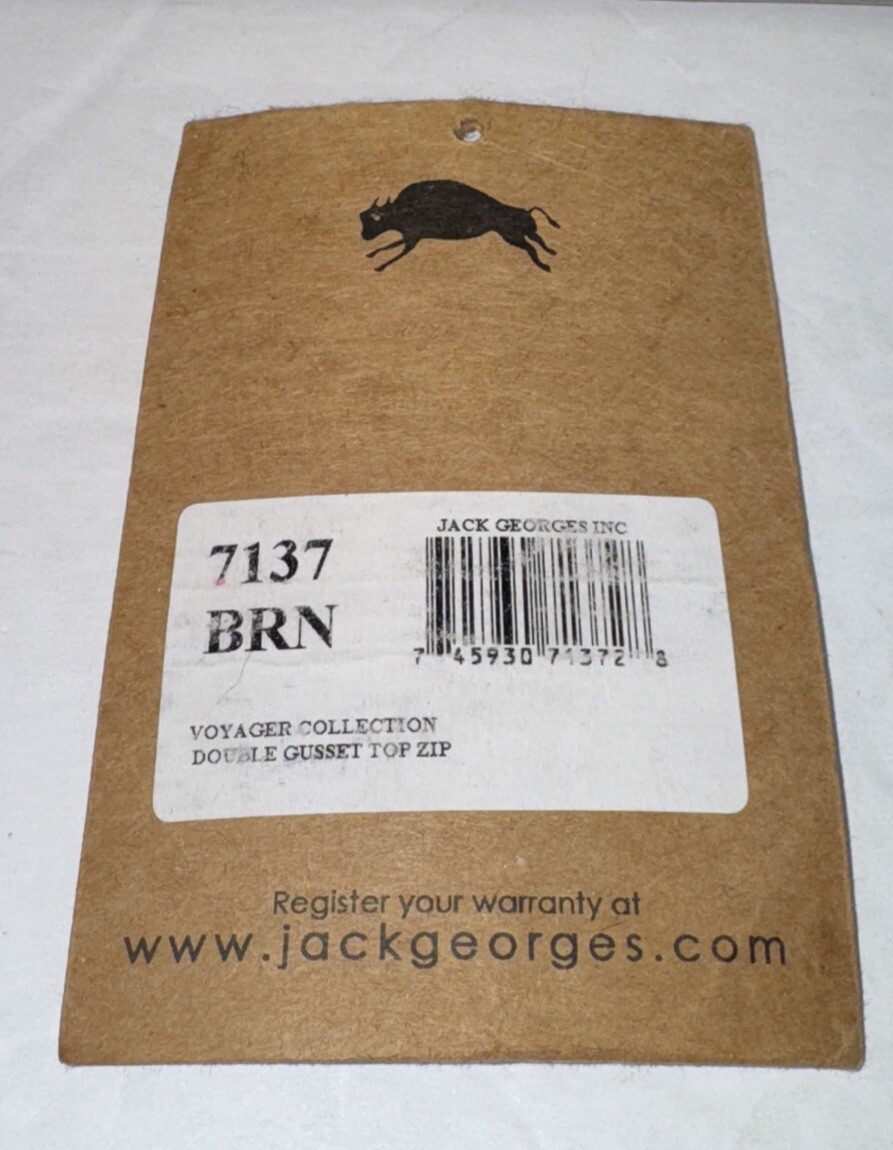 JACK GEORGES INC
7137
BRN
7 45930 71372 8
VOYAGER COLLECTION
DOUBLE GUSSET TOP ZIP
Register your warranty at
www.jackgeorges.com